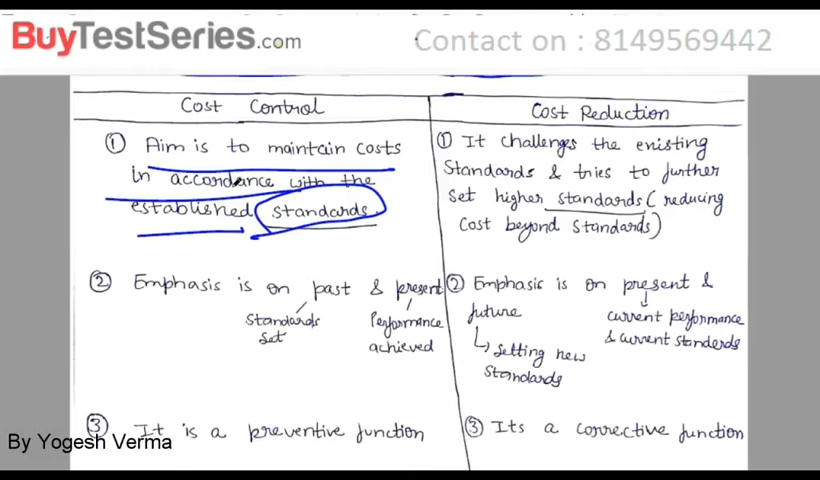 BuyTestSeries.com
Contact on : 8149569442
Cost Control
① Aim is to maintain costs
in accordance with the
established standards.
② Emphasis is on past & present
Standards
set
Performance
achieved
③ It is a preventive function
Cost Reduction
① It challenges the enisting
Standards & tries to further
set higher standards (reducing
Cost beyond standards)
② Emphasis is on present &
future
current performance
& current standerds
Setting new
Standards
③ Its a corrective function
By Yogesh Verma